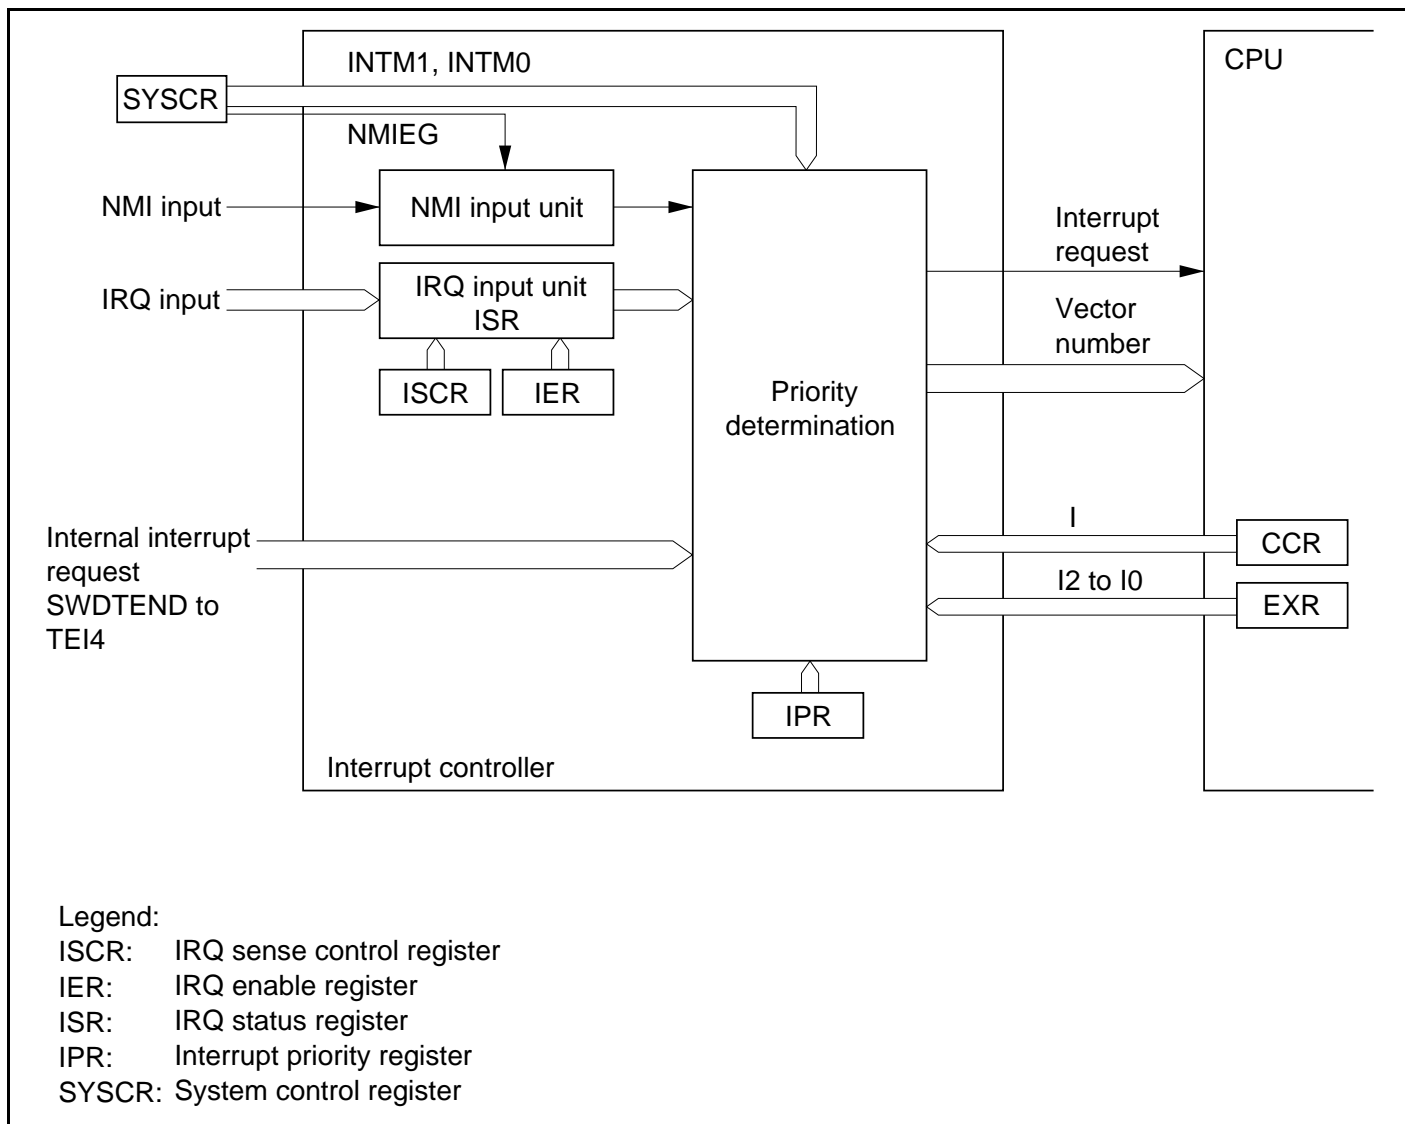 INTM1, INTM0
CPU
SYSCR
NMIEG
NMI input
NMI input unit
Interrupt
request
IRQ input
IRQ input unit
ISR
Vector
number
ISCR
IER
Priority
determination
Internal interrupt
request
SWDTEND to
TEI4
I
CCR
I2 to I0
EXR
IPR
Interrupt controller
Legend:
ISCR: IRQ sense control register
IER: IRQ enable register
ISR: IRQ status register
IPR: Interrupt priority register
SYSCR: System control register